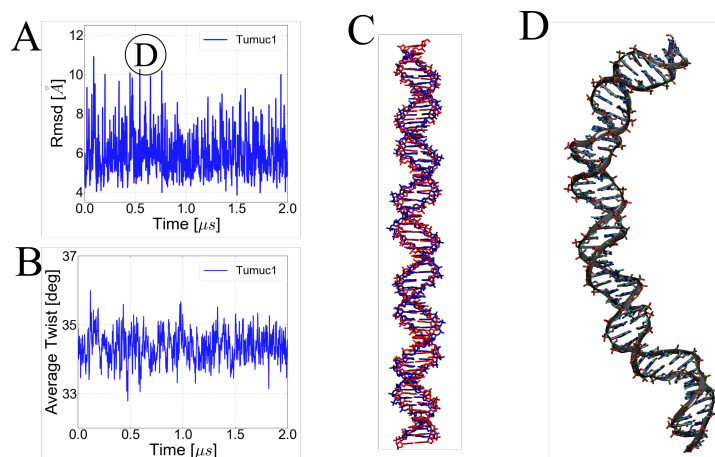 A
12
10
8
6
4
Rmsd [Å]
Tumuc1
D
0.0 0.5 1.0 1.5 2.0
Time [μs]
B
37
35
33
31
Average Twist [deg]
Tumuc1
0.0 0.5 1.0 1.5 2.0
Time [μs]
C
D